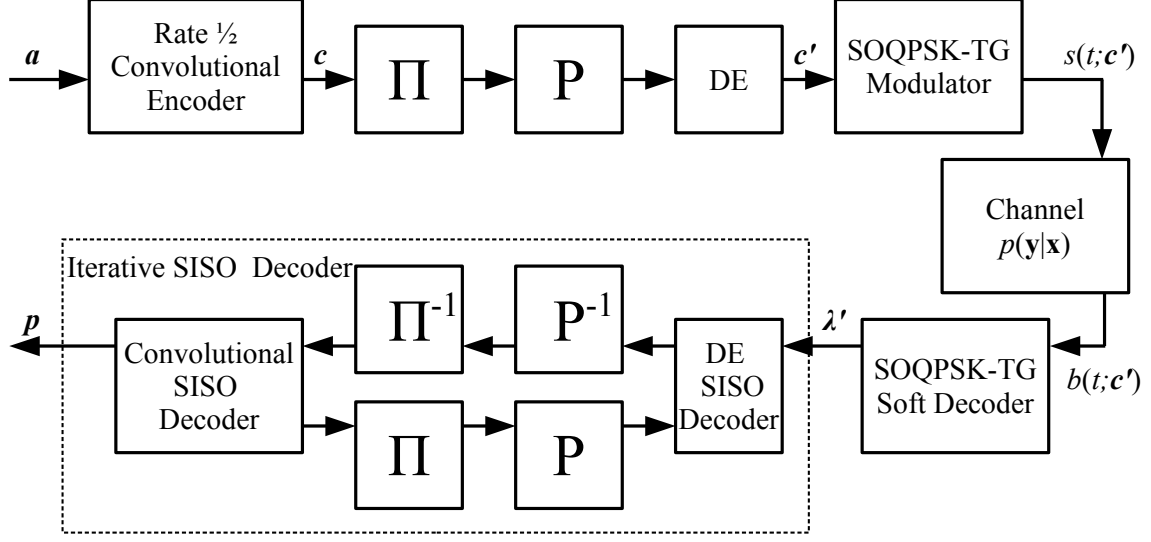 a
Rate ½
Convolutional
Encoder
c
Π
P
DE
c'
SOQPSK-TG
Modulator
s(t;c')
Channel
p(y|x)
Iterative SISO Decoder
p
Convolutional
SISO
Decoder
Π-1
P-1
DE
SISO
Decoder
λ'
SOQPSK-TG
Soft Decoder
b(t;c')
Π
P